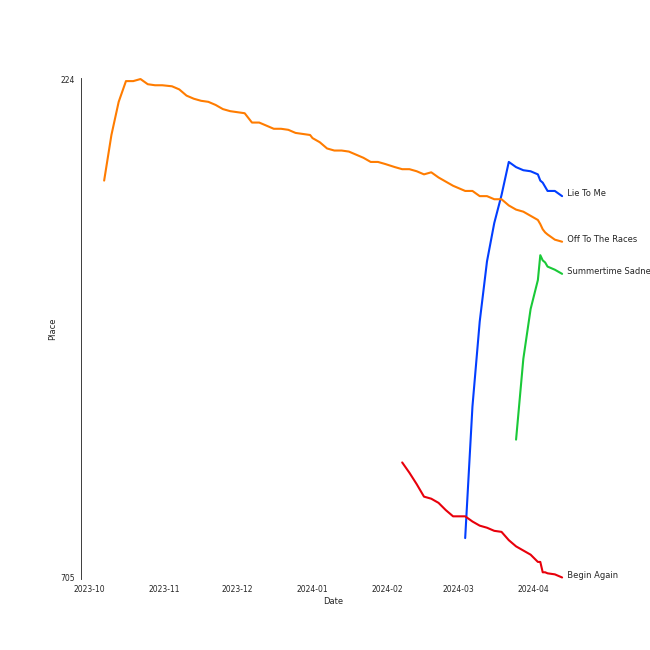 224
Lie To Me
Off To The Races
Summertime Sadne
Place
Begin Again
705
2023-10 2023-11 2023-12 2024-01 2024-02 2024-03 2024-04
Date